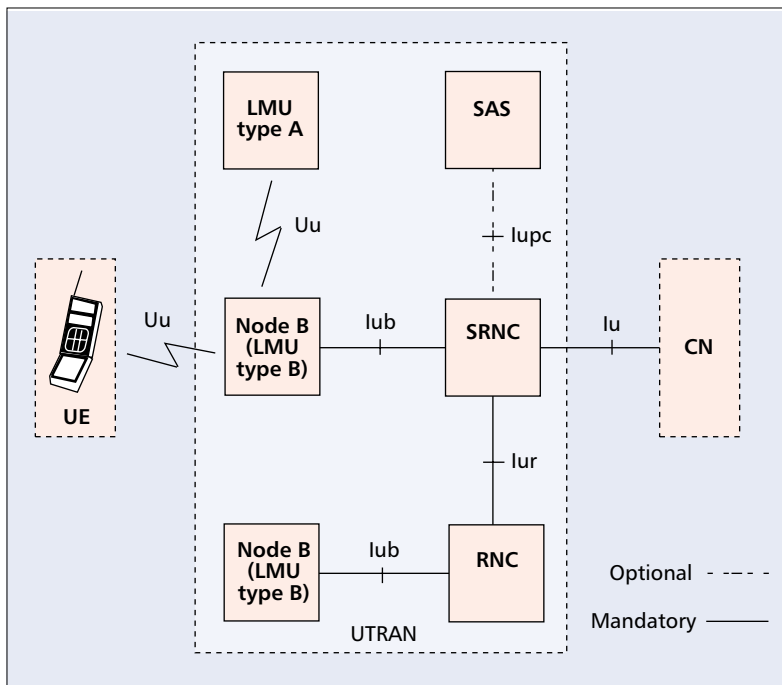 LMU
type A
SAS
Uu
Iupc
Uu
Node B
(LMU
type B)
Iub
SRNC
Iu
CN
UE
Iur
Node B
(LMU
type B)
Iub
RNC
Optional
UTRAN
Mandatory